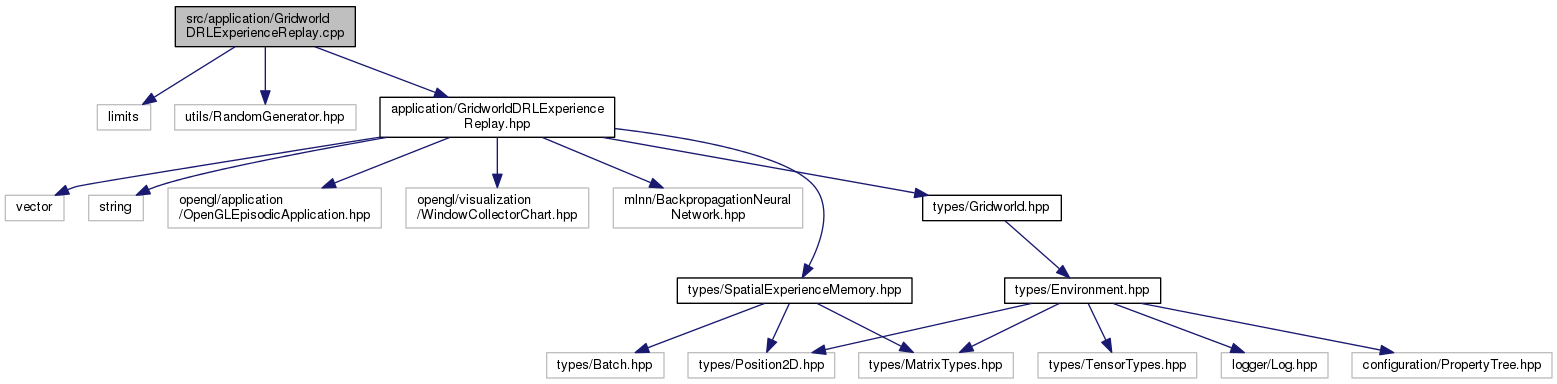 src/application/Gridworld
DRLExperienceReplay.cpp
limits
utils/RandomGenerator.hpp
application/GridworldDRLExperience
Replay.hpp
vector
string
opengl/application
/OpenGLEpisodicApplication.hpp
opengl/visualization
/WindowCollectorChart.hpp
mlnn/BackpropagationNeural
Network.hpp
types/Gridworld.hpp
types/SpatialExperienceMemory.hpp
types/Environment.hpp
types/Batch.hpp
types/Position2D.hpp
types/MatrixTypes.hpp
types/TensorTypes.hpp
logger/Log.hpp
configuration/PropertyTree.hpp